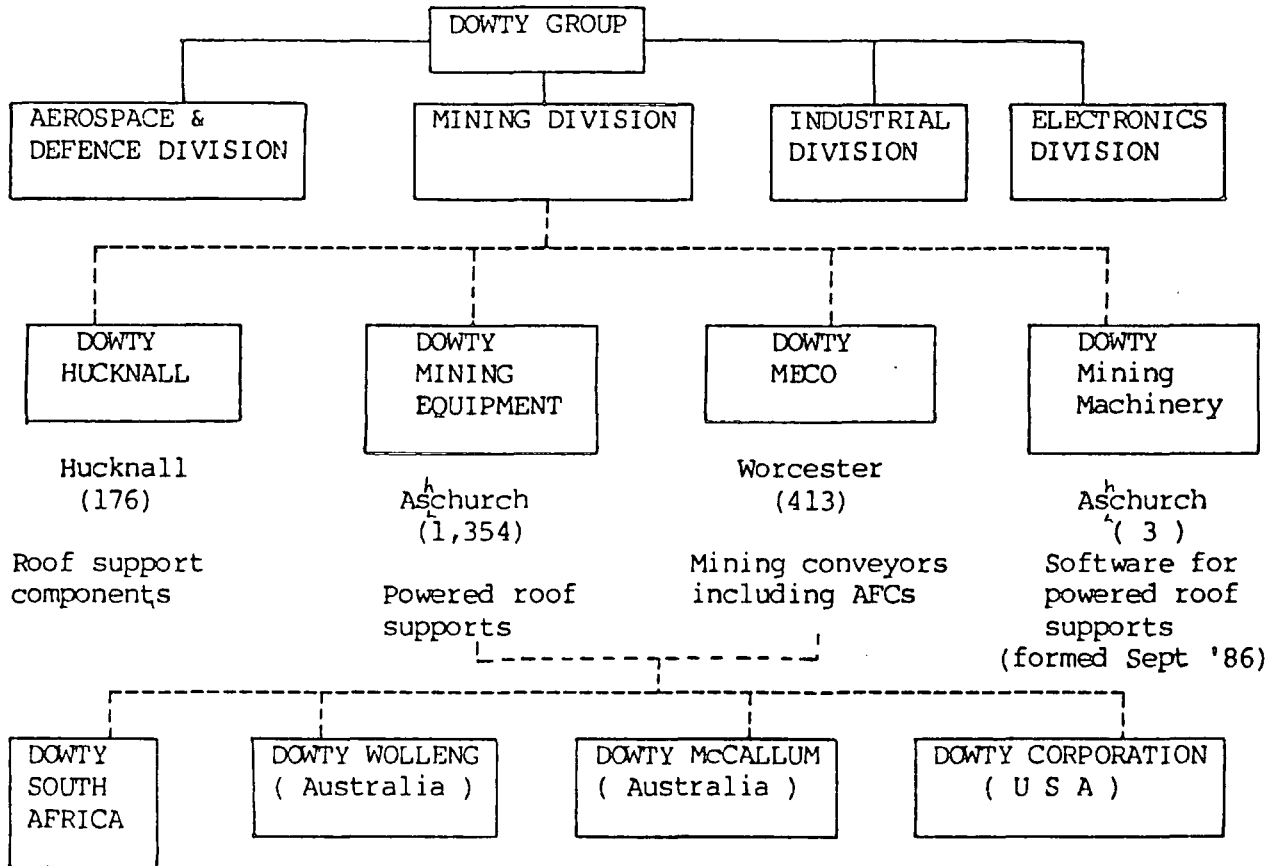 DOWTY GROUP
AEROSPACE &
DEFENCE DIVISION
MINING DIVISION
INDUSTRIAL
DIVISION
ELECTRONICS
DIVISION
DOWTY
HUCKNALL
DOWTY
MINING
EQUIPMENT
DOWTY
MECO
DOWTY
Mining
Machinery
Hucknall
(176)
Roof support
components
Ashchurch
(1,354)
Powered roof
supports
Worcester
(413)
Mining conveyors
including AFCs
Ashchurch
( 3 )
Software for
powered roof
supports
(formed Sept '86)
DOWTY
SOUTH
AFRICA
DOWTY WOLLENG
( Australia )
DOWTY McCALLUM
( Australia )
DOWTY CORPORATION
( U S A )